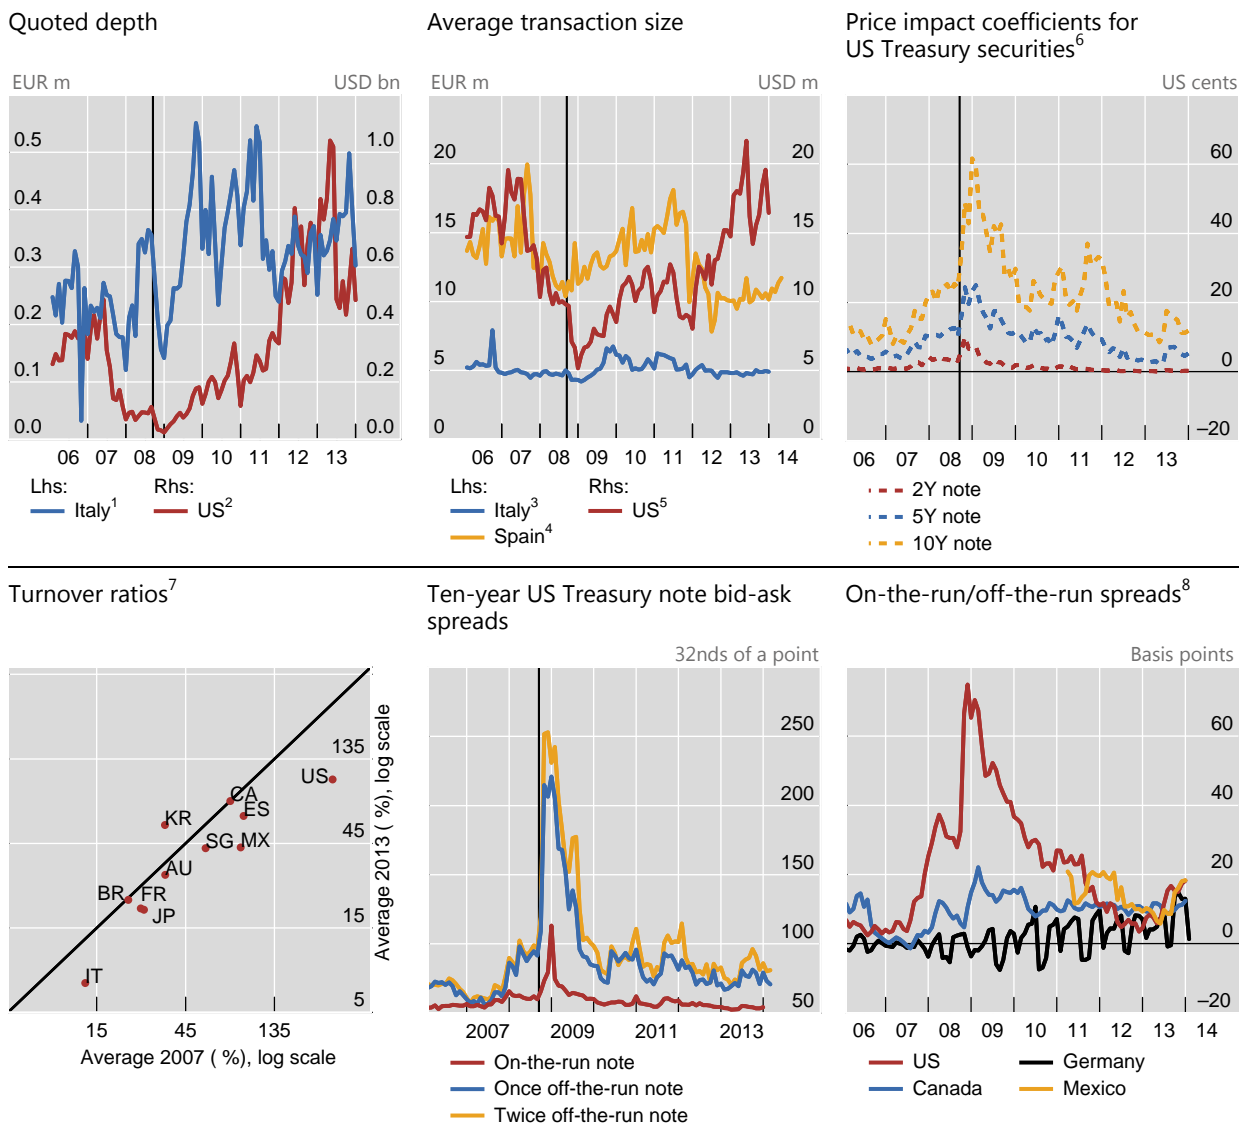 Quoted depth
EUR m
USD bn
0.5
0.4
0.3
0.2
0.1
0.0
1.0
0.8
0.6
0.4
0.2
0.0
06 07 08 09 10 11 12 13
Lhs:
Rhs:
Italy1
US2
Average transaction size
EUR m
USD m
20
15
10
5
0
20
15
10
5
0
06 07 08 09 10 11 12 13 14
Lhs:
Rhs:
Italy3
US5
Spain4
Price impact coefficients for
US Treasury securities6
US cents
60
40
20
0
–20
06 07 08 09 10 11 12 13
2Y note
5Y note
10Y note
Turnover ratios7
135
45
15
5
Average 2013 ( %), log scale
US
CA
ES
KR
SG
MX
AU
BR
FR
JP
IT
15 45 135
Average 2007 ( %), log scale
Ten-year US Treasury note bid-ask
spreads
32nds of a point
250
200
150
100
50
2007 2009 2011 2013
On-the-run note
Once off-the-run note
Twice off-the-run note
On-the-run/off-the-run spreads8
Basis points
60
40
20
0
–20
06 07 08 09 10 11 12 13 14
US
Germany
Canada
Mexico